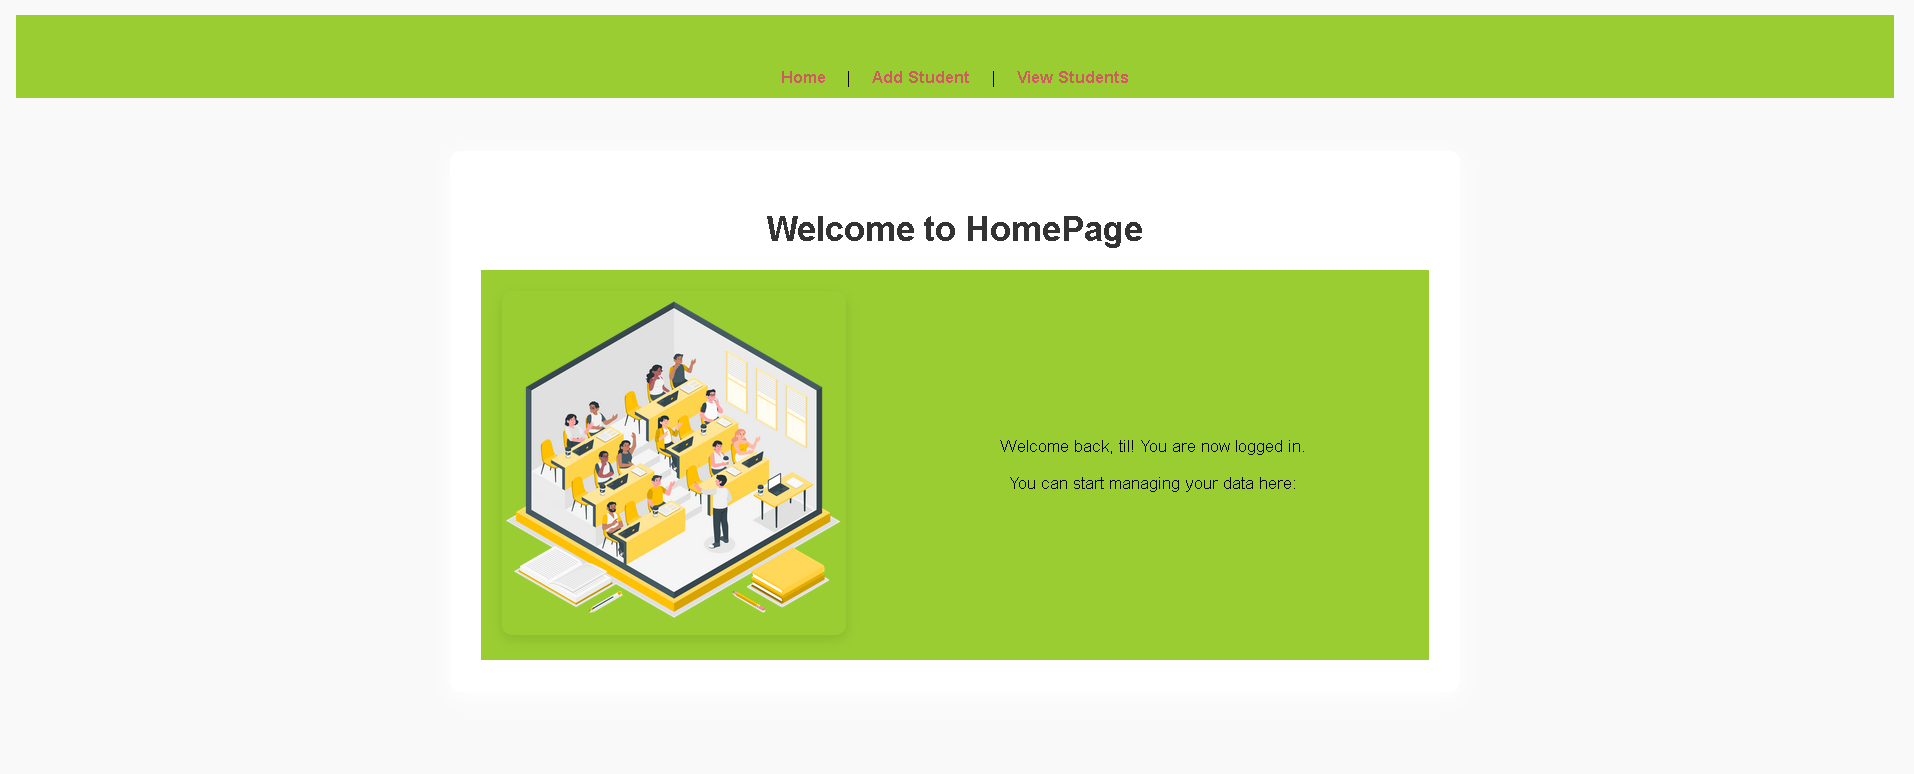 Home | Add Student | View Students
Welcome to HomePage
Welcome back, till! You are now logged in.
You can start managing your data here: